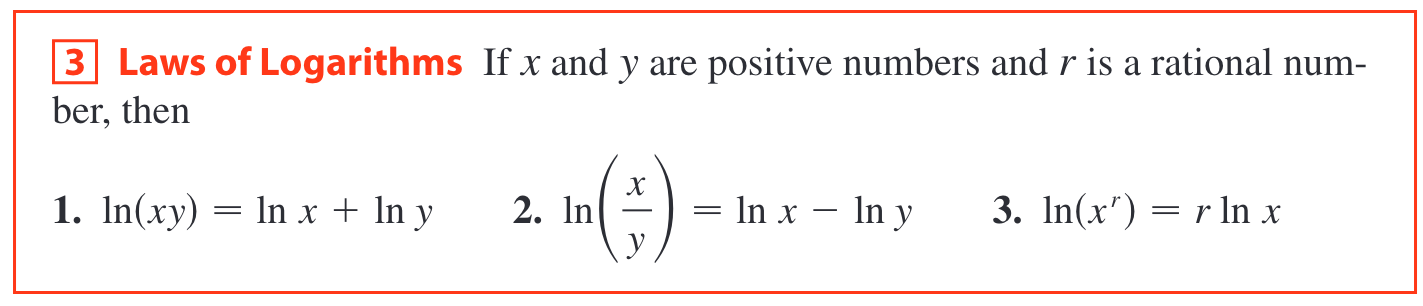 3 Laws of Logarithms If x and y are positive numbers and r is a rational num-
ber, then
1. ln(xy) = ln x + ln y 2. ln(x/y) = ln x − ln y 3. ln(xʳ) = r ln x